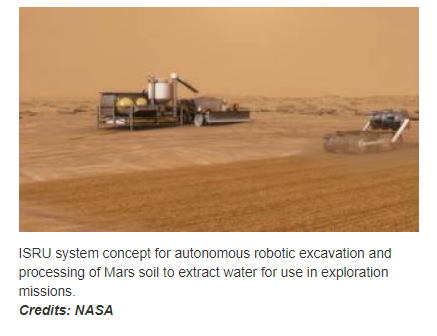 ISRU system concept for autonomous robotic excavation and
processing of Mars soil to extract water for use in exploration
missions.
Credits: NASA